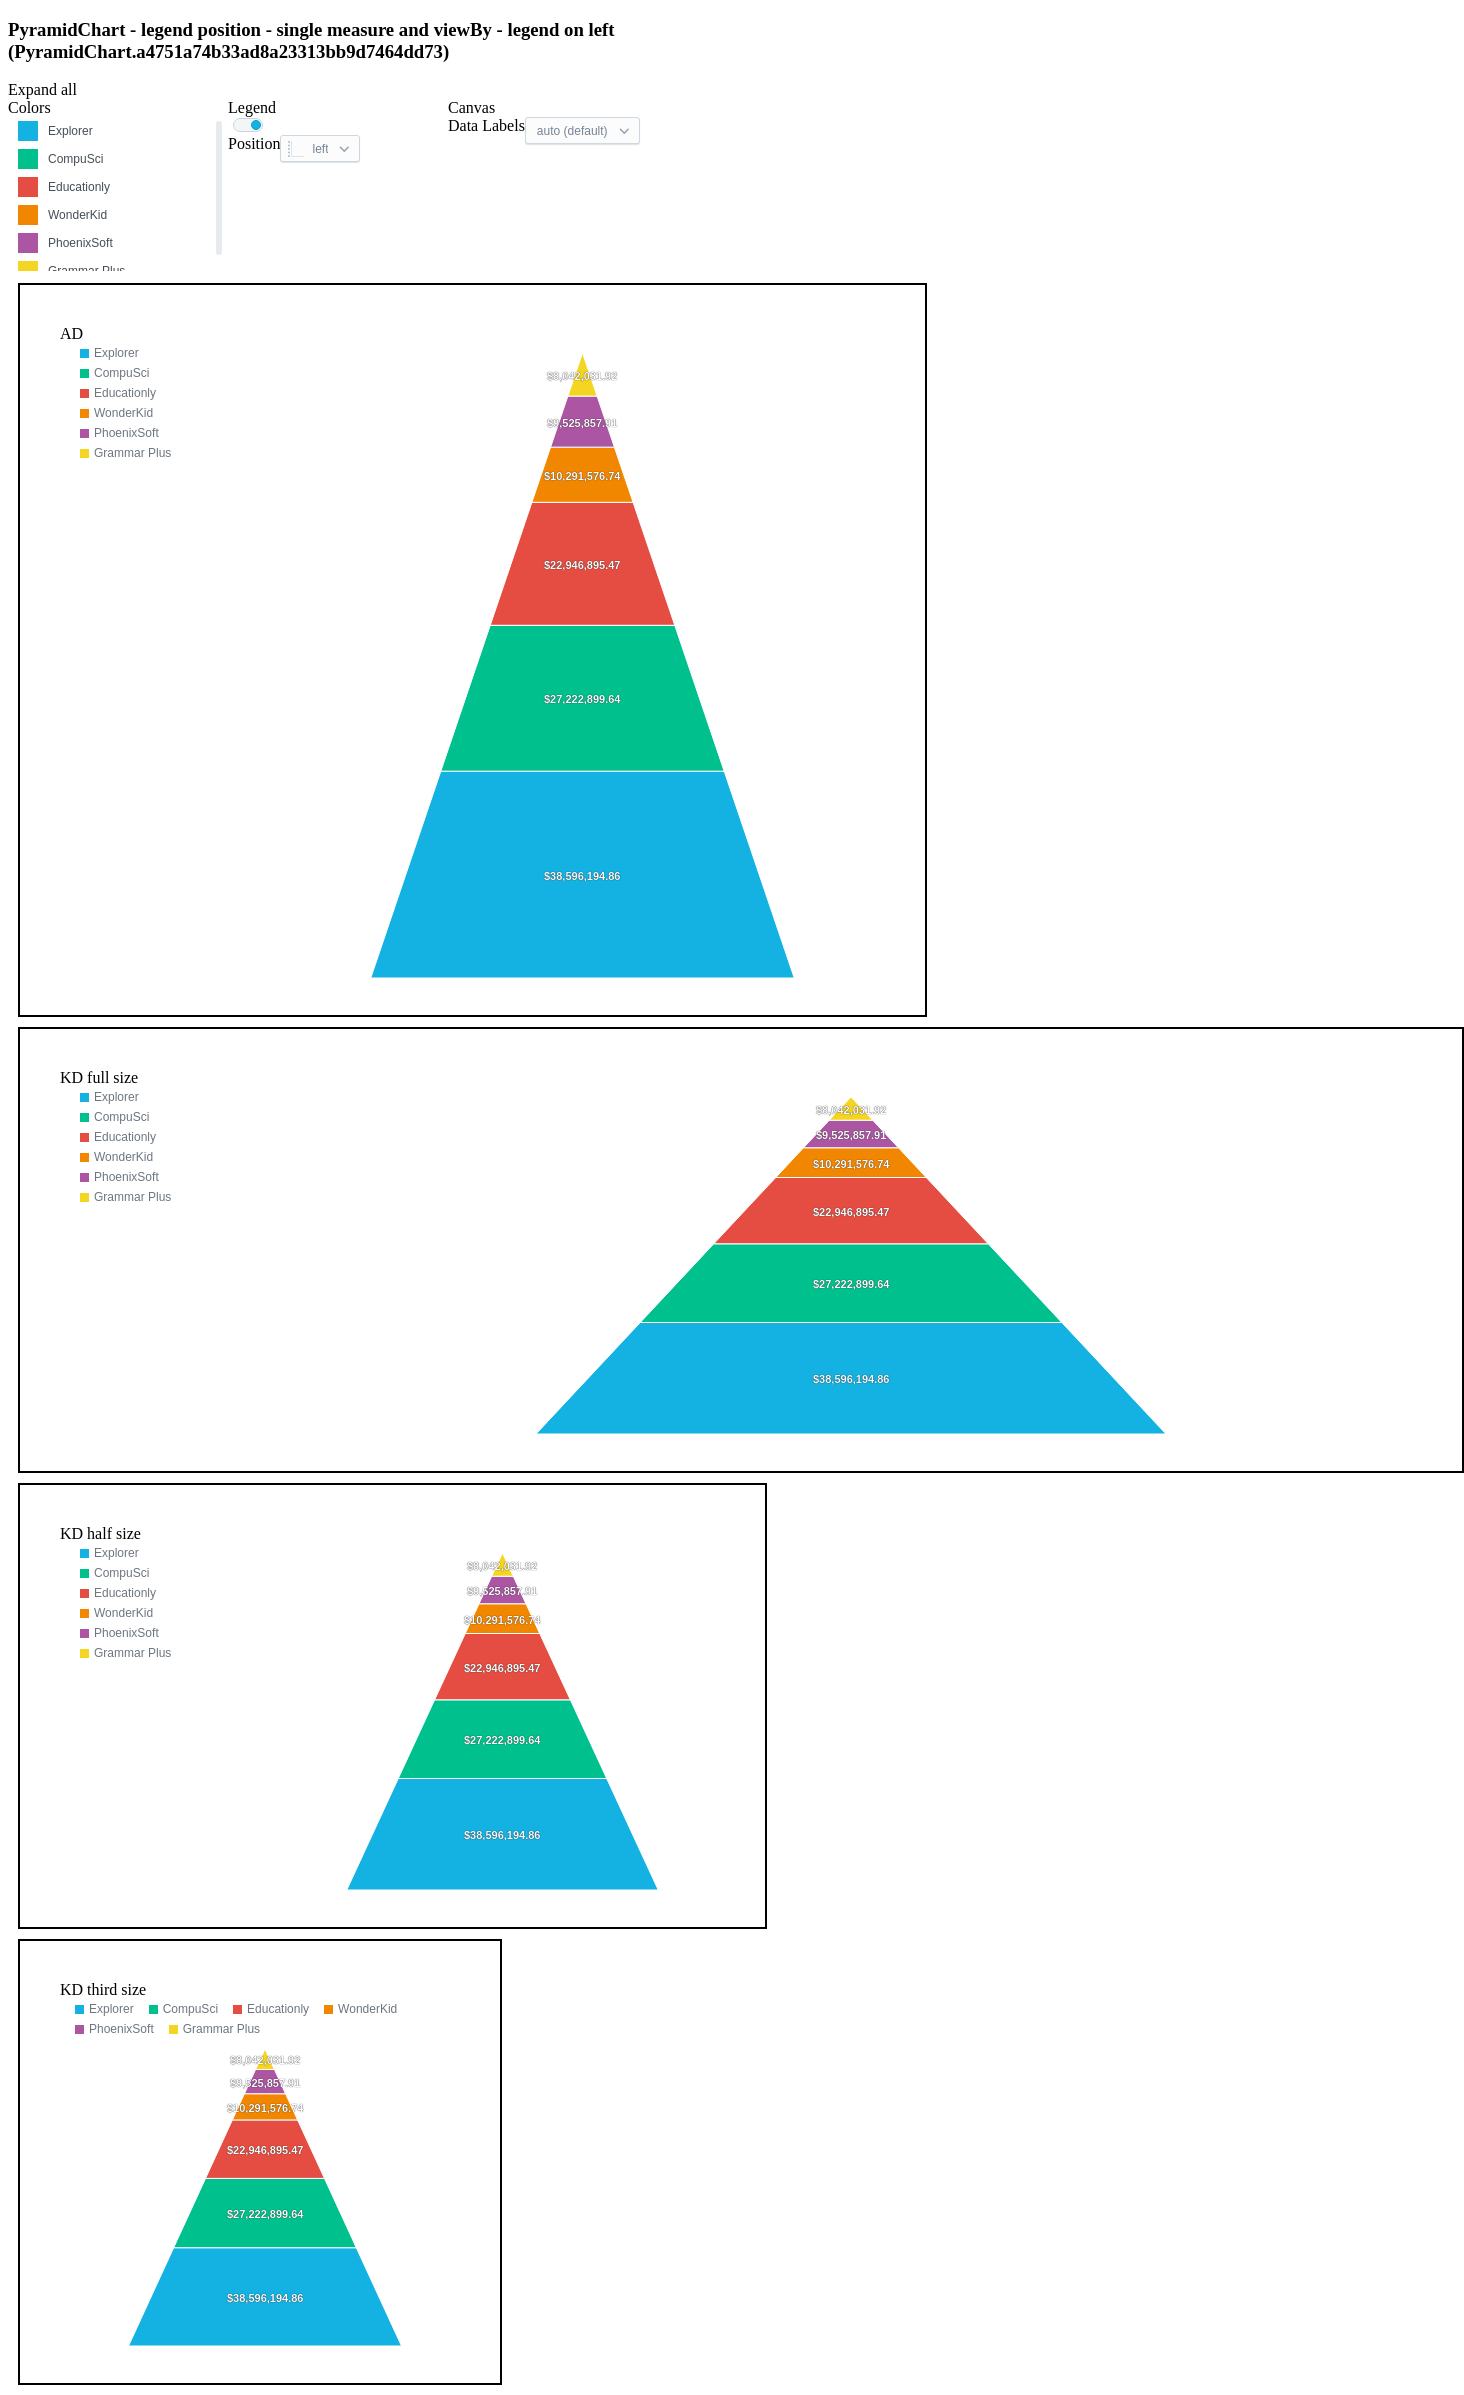 PyramidChart - legend position - single measure and viewBy - legend on left
(PyramidChart.a4751a74b33ad8a23313bb9d7464dd73)
Expand all
Colors
Explorer
CompuSci
Educationly
WonderKid
PhoenixSoft
Grammar Plus
Legend
Position left
Canvas
Data Labels auto (default)
AD
Explorer
CompuSci
Educationly
WonderKid
PhoenixSoft
Grammar Plus
$8,042,031.92
$9,525,857.91
$10,291,576.74
$22,946,895.47
$27,222,899.64
$38,596,194.86
KD full size
Explorer
CompuSci
Educationly
WonderKid
PhoenixSoft
Grammar Plus
$8,042,031.92
$9,525,857.91
$10,291,576.74
$22,946,895.47
$27,222,899.64
$38,596,194.86
KD half size
Explorer
CompuSci
Educationly
WonderKid
PhoenixSoft
Grammar Plus
$8,042,031.92
$9,525,857.91
$10,291,576.74
$22,946,895.47
$27,222,899.64
$38,596,194.86
KD third size
Explorer CompuSci Educationly WonderKid
PhoenixSoft Grammar Plus
$8,042,031.92
$9,525,857.91
$10,291,576.74
$22,946,895.47
$27,222,899.64
$38,596,194.86